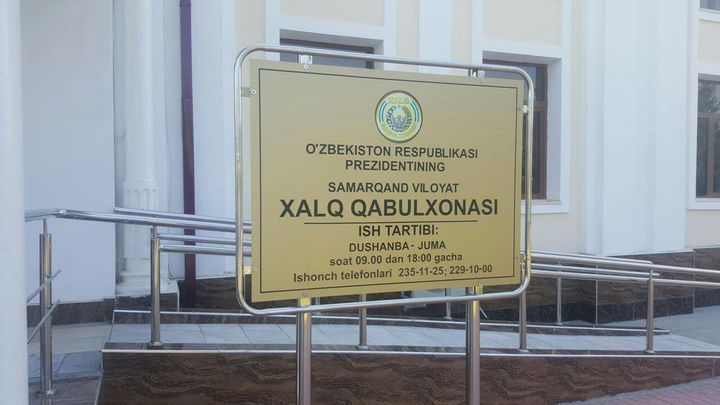 XALQ
O'ZBEKISTON RESPUBLIKASI
PREZIDENTINING
SAMARQAND VILOYAT
XALQ QABULXONASI
ISH TARTIBI:
DUSHANBA - JUMA
soat 09.00 dan 18:00 gacha
Ishonch telefonlari 235-11-25; 229-10-00